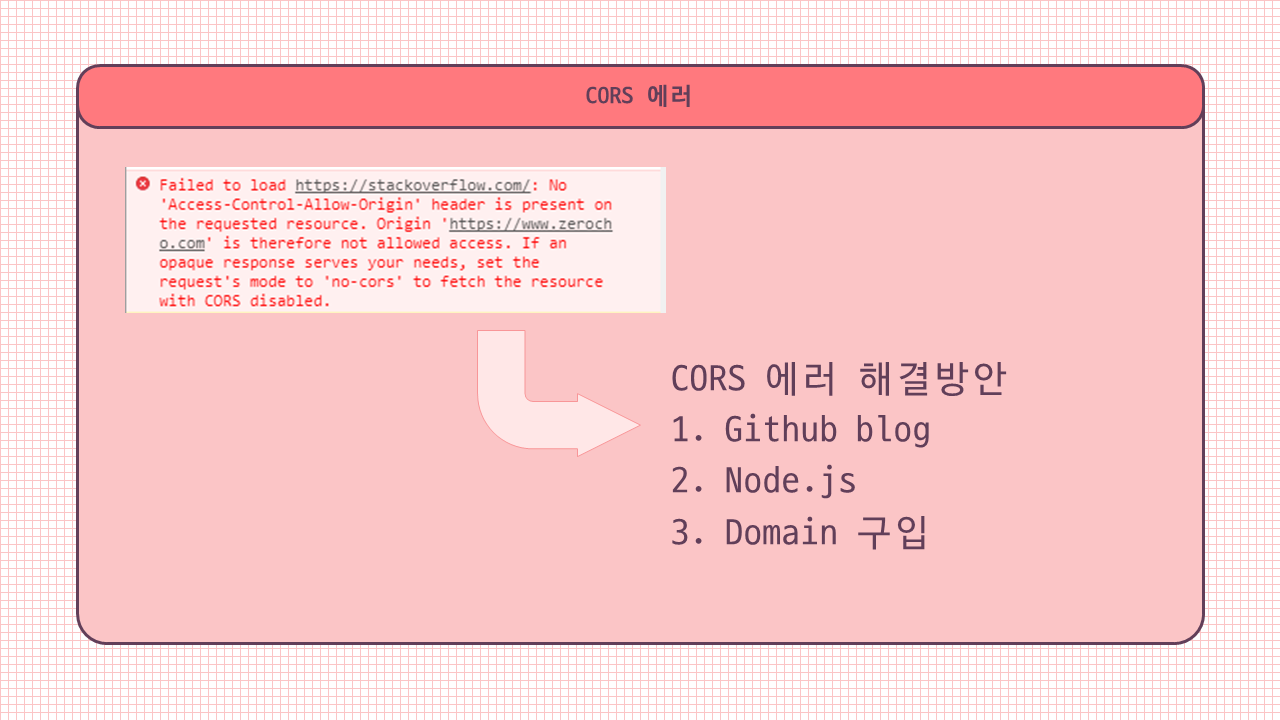 CORS 에러
Failed to load https://stackoverflow.com/: No
'Access-Control-Allow-Origin' header is present on
the requested resource. Origin 'https://www.zeroch
o.com' is therefore not allowed access. If an
opaque response serves your needs, set the
request's mode to 'no-cors' to fetch the resource
with CORS disabled.
CORS 에러 해결방안
1. Github blog
2. Node.js
3. Domain 구입